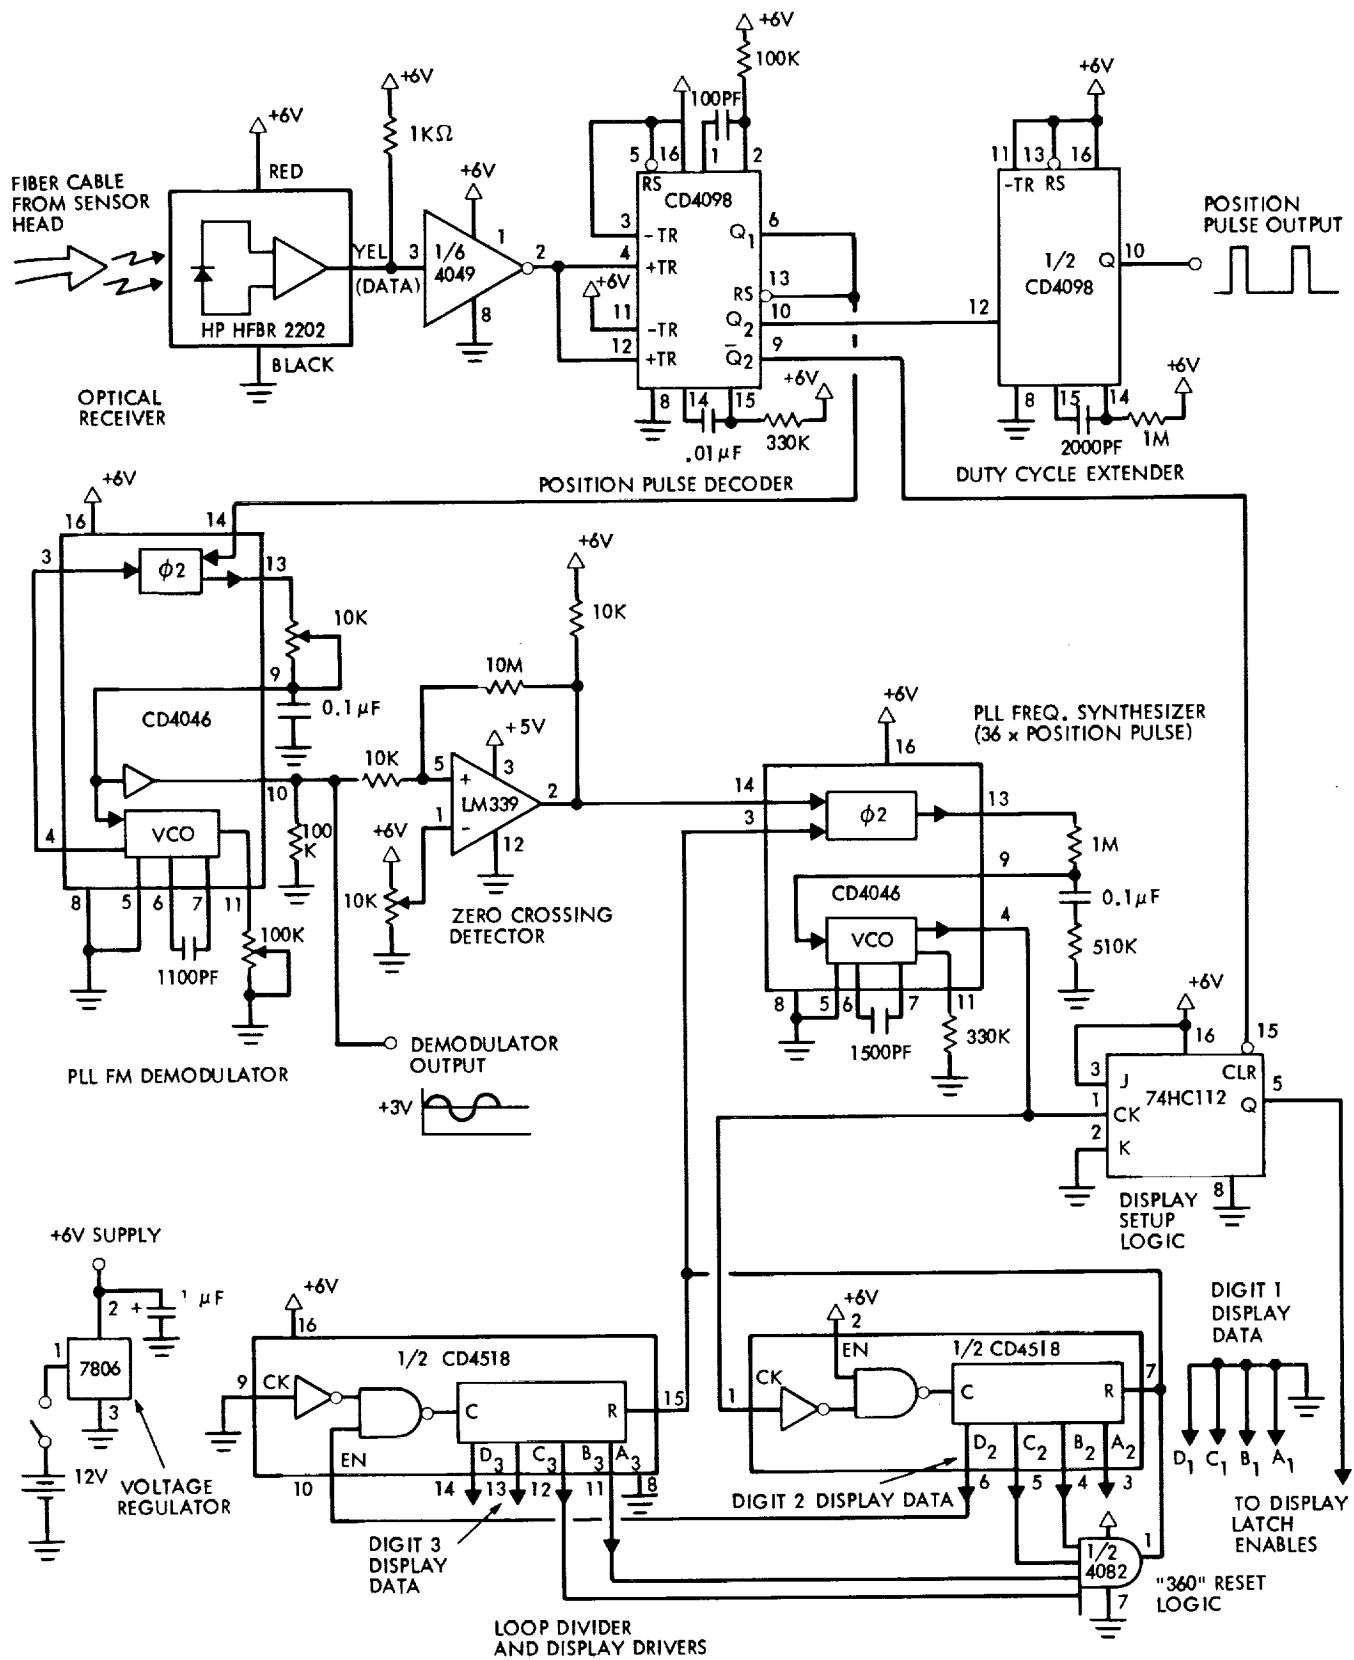 +6V
100K
+6V
1KΩ
+6V
RED
FIBER CABLE
FROM SENSOR
HEAD
YEL
(DATA)
HP HFBR 2202
BLACK
OPTICAL
RECEIVER
+6V
3
1/6
4049
1
2
8
100PF
5
16
1
2
RS
CD4098
3
-TR
4
+TR
+6V
11
-TR
12
+TR
Q1
6
RS
13
Q2
10
Q̅2
9
8
14
15
+6V
.01μF
330K
POSITION PULSE DECODER
+6V
11
13
16
-TR
RS
1/2
CD4098
Q
10
12
8
15
14
+6V
2000PF
1M
DUTY CYCLE EXTENDER
POSITION
PULSE OUTPUT
+6V
16
14
3
ϕ2
13
10K
9
0.1μF
CD4046
10
VCO
4
100
K
8
5
6
7
11
1100PF
100K
PLL FM DEMODULATOR
+6V
10K
10M
10K
+5V
5
+
3
LM339
2
1
-
12
+6V
10K
ZERO CROSSING
DETECTOR
DEMODULATOR
OUTPUT
+3V
PLL FREQ. SYNTHESIZER
(36 x POSITION PULSE)
+6V
16
14
3
ϕ2
13
1M
9
0.1μF
CD4046
4
VCO
510K
8
5
6
7
11
1500PF
330K
+6V
16
15
3
J
CLR
1
CK
74HC112
Q
5
2
K
8
DISPLAY
SETUP
LOGIC
+6V SUPPLY
2
+
1 μF
1
7806
3
12V
VOLTAGE
REGULATOR
+6V
16
1/2 CD4518
9
CK
C
R
15
EN
D3
C3
B3
A3
10
14
13
12
11
8
DIGIT 3
DISPLAY
DATA
+6V
2
EN
1/2 CD4518
7
1
CK
C
R
D2
C2
B2
A2
6
5
4
3
DIGIT 2 DISPLAY DATA
1/2
4082
1
7
"360" RESET
LOGIC
DIGIT 1
DISPLAY
DATA
D1
C1
B1
A1
TO DISPLAY
LATCH
ENABLES
LOOP DIVIDER
AND DISPLAY DRIVERS